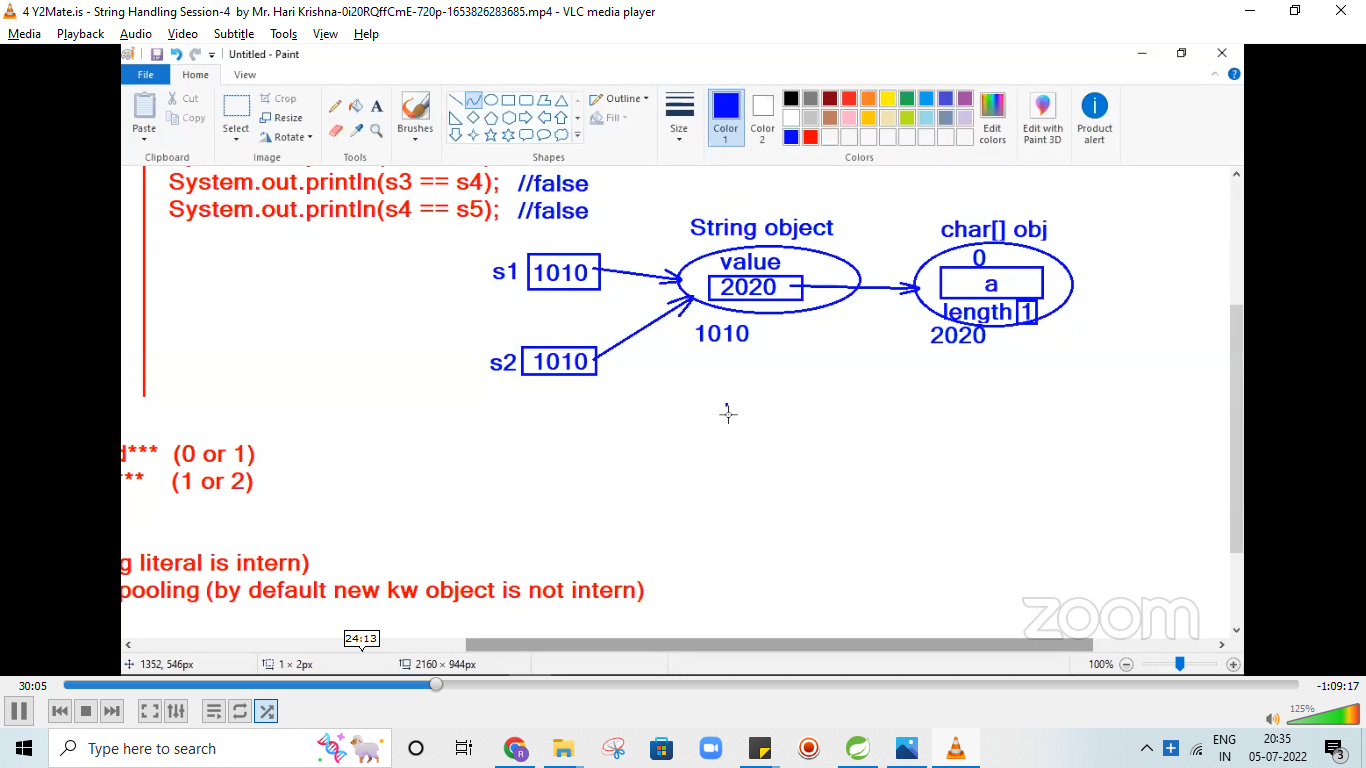 4 Y2Mate.is - String Handling Session-4 by Mr. Hari Krishna-0i20RQffCmE-720p-1653826283685.mp4 - VLC media player
Media Playback Audio Video Subtitle Tools View Help
Untitled - Paint
File Home View
Paste Cut Copy
Clipboard
Select Crop Resize Rotate
Image
A
Tools
Brushes
Outline
Fill
Shapes
Size
Color 1
Color 2
Edit colors
Colors
Edit with Paint 3D
Product alert
System.out.println(s3 == s4); //false
System.out.println(s4 == s5); //false
String object
char[] obj
s1 1010
value
2020
1010
0
a
length 1
2020
s2 1010
d*** (0 or 1)
** (1 or 2)
g literal is intern)
pooling (by default new kw object is not intern)
zoom
24:13
1352, 546px 1 × 2px 2160 × 944px 100%
30:05 -1:09:17
125%
Type here to search
ENG
IN
20:35
05-07-2022
3